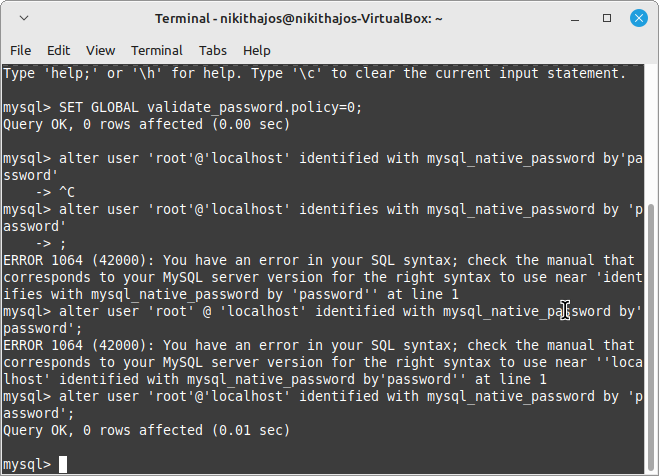 Terminal - nikithajos@nikithajos-VirtualBox: ~
File Edit View Terminal Tabs Help
Type 'help;' or '\h' for help. Type '\c' to clear the current input statement.
mysql> SET GLOBAL validate_password.policy=0;
Query OK, 0 rows affected (0.00 sec)
mysql> alter user 'root'@'localhost' identified with mysql_native_password by'pa
ssword'
    -> ^C
mysql> alter user 'root'@'localhost' identifies with mysql_native_password by 'p
assword'
    -> ;
ERROR 1064 (42000): You have an error in your SQL syntax; check the manual that
corresponds to your MySQL server version for the right syntax to use near 'ident
ifies with mysql_native_password by 'password'' at line 1
mysql> alter user 'root' @ 'localhost' identified with mysql_native_password by'
password';
ERROR 1064 (42000): You have an error in your SQL syntax; check the manual that
corresponds to your MySQL server version for the right syntax to use near ''loca
lhost' identified with mysql_native_password by'password'' at line 1
mysql> alter user 'root'@'localhost' identified with mysql_native_password by 'p
assword';
Query OK, 0 rows affected (0.01 sec)
mysql>